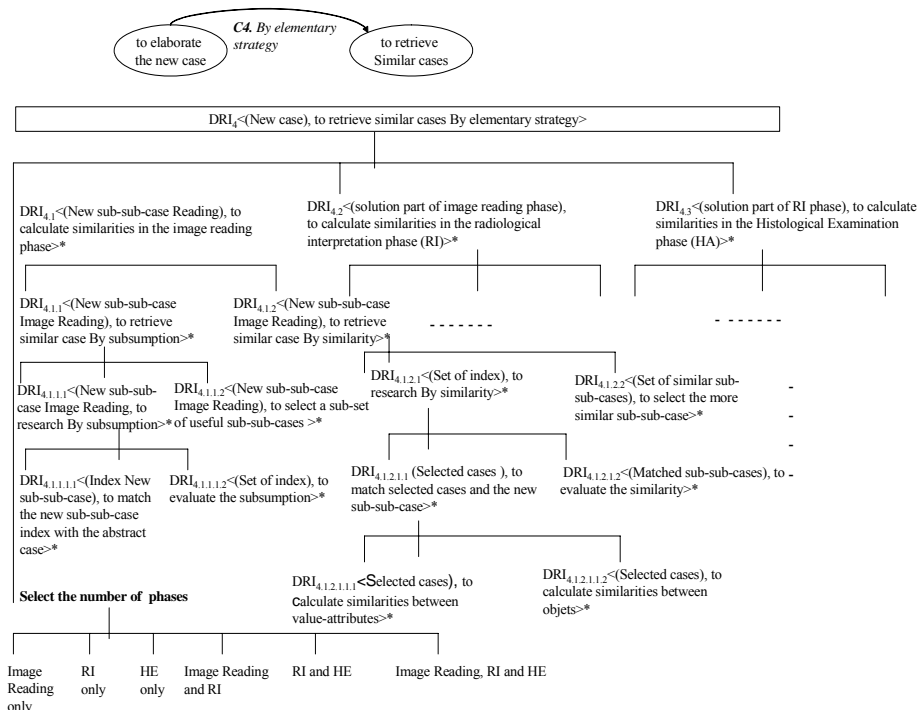 C4. By elementary
strategy
to elaborate
the new case
to retrieve
Similar cases
DRI4<(New case), to retrieve similar cases By elementary strategy>
DRI4.1<(New sub-sub-case Reading), to
calculate similarities in the image reading
phase>*
DRI4.2<(solution part of image reading phase),
to calculate similarities in the radiological
interpretation phase (RI)>*
DRI4.3<(solution part of RI phase), to calculate
similarities in the Histological Examination
phase (HA)>*
DRI4.1.1<(New sub-sub-case
Image Reading), to retrieve
similar case By subsumption>*
DRI4.1.2<(New sub-sub-case
Image Reading), to retrieve
similar case By similarity>*
DRI4.1.1.1<(New sub-sub-
case Image Reading, to
research By subsumption>*
DRI4.1.1.2<(New sub-sub-case
Image Reading), to select a sub-set
of useful sub-sub-cases >*
DRI4.1.2.1<(Set of index), to
research By similarity>*
DRI4.1.2.2<(Set of similar sub-
sub-cases), to select the more
similar sub-sub-case>*
DRI4.1.1.1.1<(Index New
sub-sub-case), to match
the new sub-sub-case
index with the abstract
case>*
DRI4.1.1.1.2<(Set of index), to
evaluate the subsumption>*
DRI4.1.2.1.1 (Selected cases ), to
match selected cases and the new
sub-sub-case>*
DRI4.1.2.1.2<(Matched sub-sub-cases), to
evaluate the similarity>*
DRI4.1.2.1.1.1<Selected cases), to
calculate similarities between
value-attributes>*
DRI4.1.2.1.1.2<(Selected cases), to
calculate similarities between
objets>*
Select the number of phases
Image
Reading
only
RI
only
HE
only
Image Reading
and RI
RI and HE
Image Reading, RI and HE